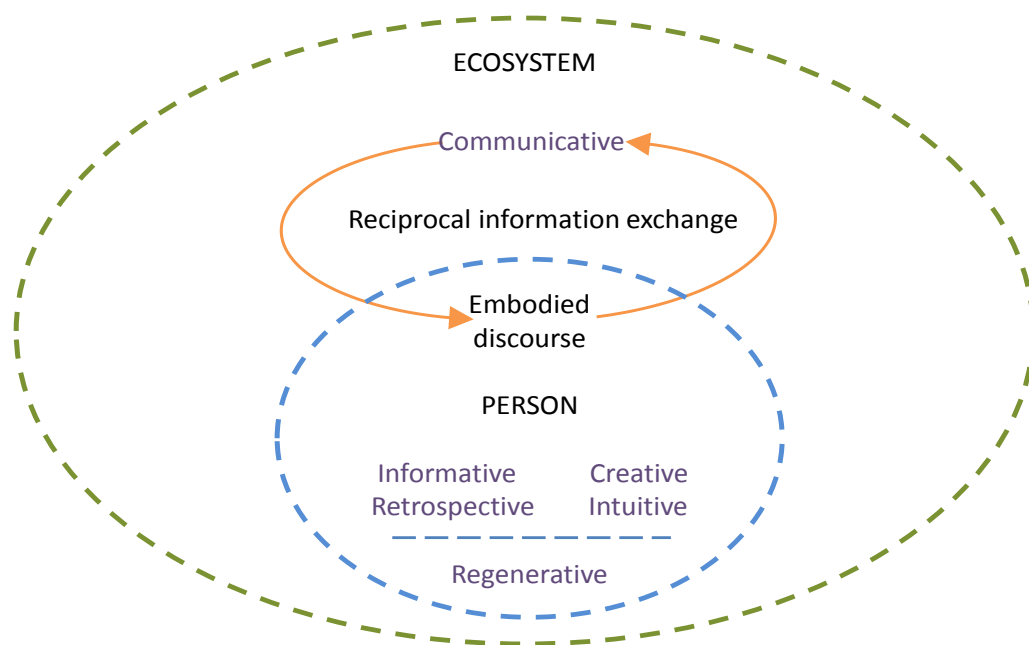 ECOSYSTEM
Communicative
Reciprocal information exchange
Embodied
discourse
PERSON
Informative Creative
Retrospective Intuitive
Regenerative